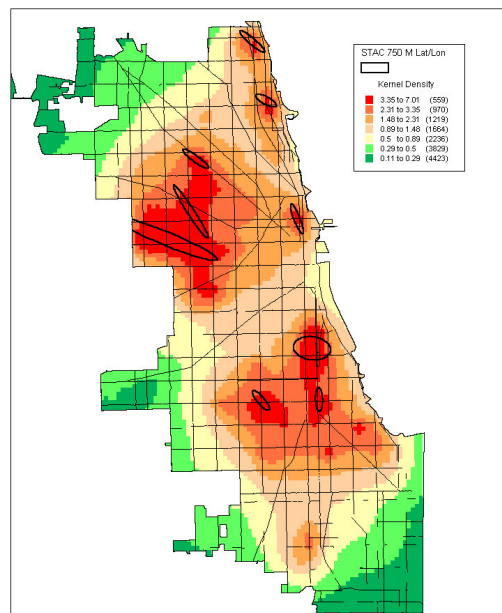 STAC 750 M Lat/Lon
Kernel Density
3.35 to 7.01 (559)
2.31 to 3.35 (970)
1.48 to 2.31 (1219)
0.89 to 1.48 (1664)
0.5 to 0.89 (2236)
0.29 to 0.5 (3829)
0.11 to 0.29 (4423)